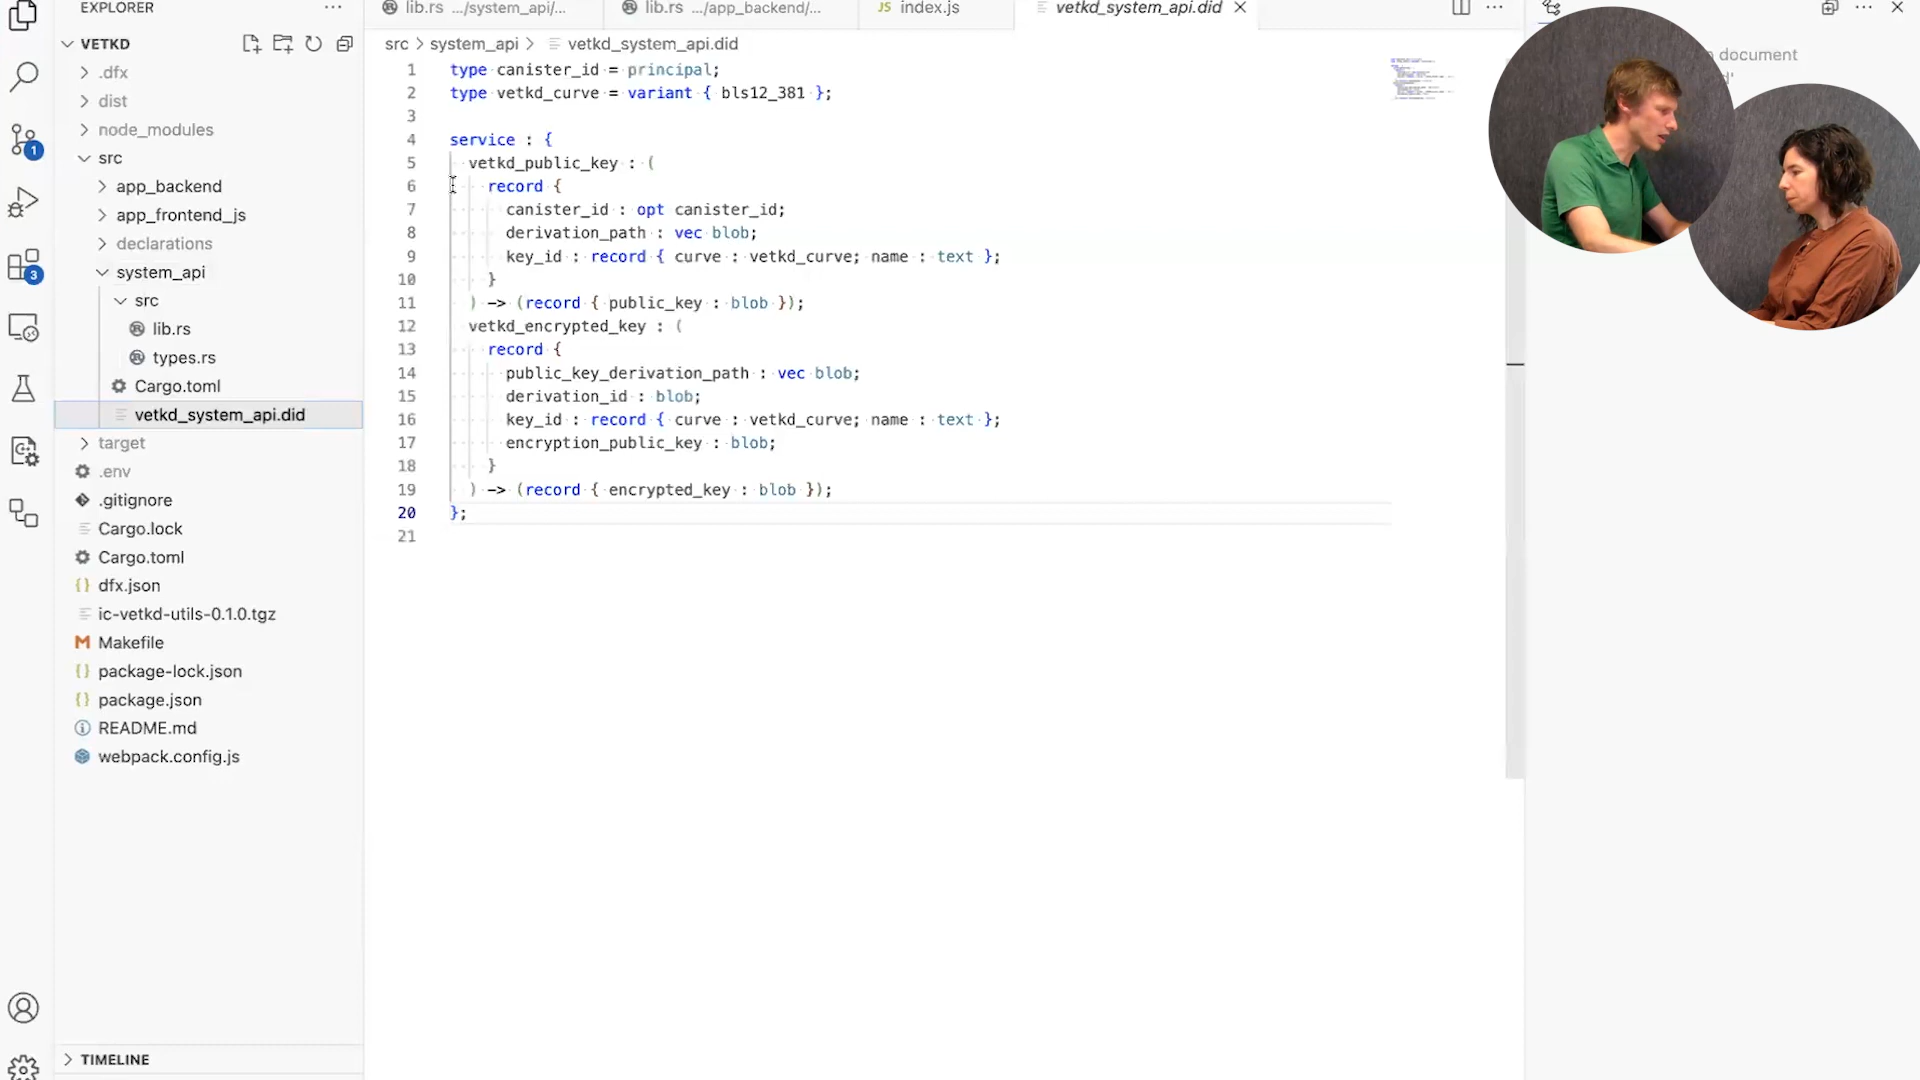 EXPLORER
VETKD
.dfx
dist
node_modules
src
app_backend
app_frontend_js
declarations
system_api
src
lib.rs
types.rs
Cargo.toml
vetkd_system_api.did
target
.env
.gitignore
Cargo.lock
Cargo.toml
dfx.json
ic-vetkd-utils-0.1.0.tgz
Makefile
package-lock.json
package.json
README.md
webpack.config.js
TIMELINE
1
3
lib.rs .../system_api/...
lib.rs .../app_backend/...
JS index.js
vetkd_system_api.did
src > system_api > vetkd_system_api.did
1 type canister_id = principal;
2 type vetkd_curve = variant { bls12_381 };
3
4 service : {
5 vetkd_public_key : (
6 record {
7 canister_id : opt canister_id;
8 derivation_path : vec blob;
9 key_id : record { curve : vetkd_curve; name : text };
10 }
11 ) -> (record { public_key : blob });
12 vetkd_encrypted_key : (
13 record {
14 public_key_derivation_path : vec blob;
15 derivation_id : blob;
16 key_id : record { curve : vetkd_curve; name : text };
17 encryption_public_key : blob;
18 }
19 ) -> (record { encrypted_key : blob });
20 };
21
document